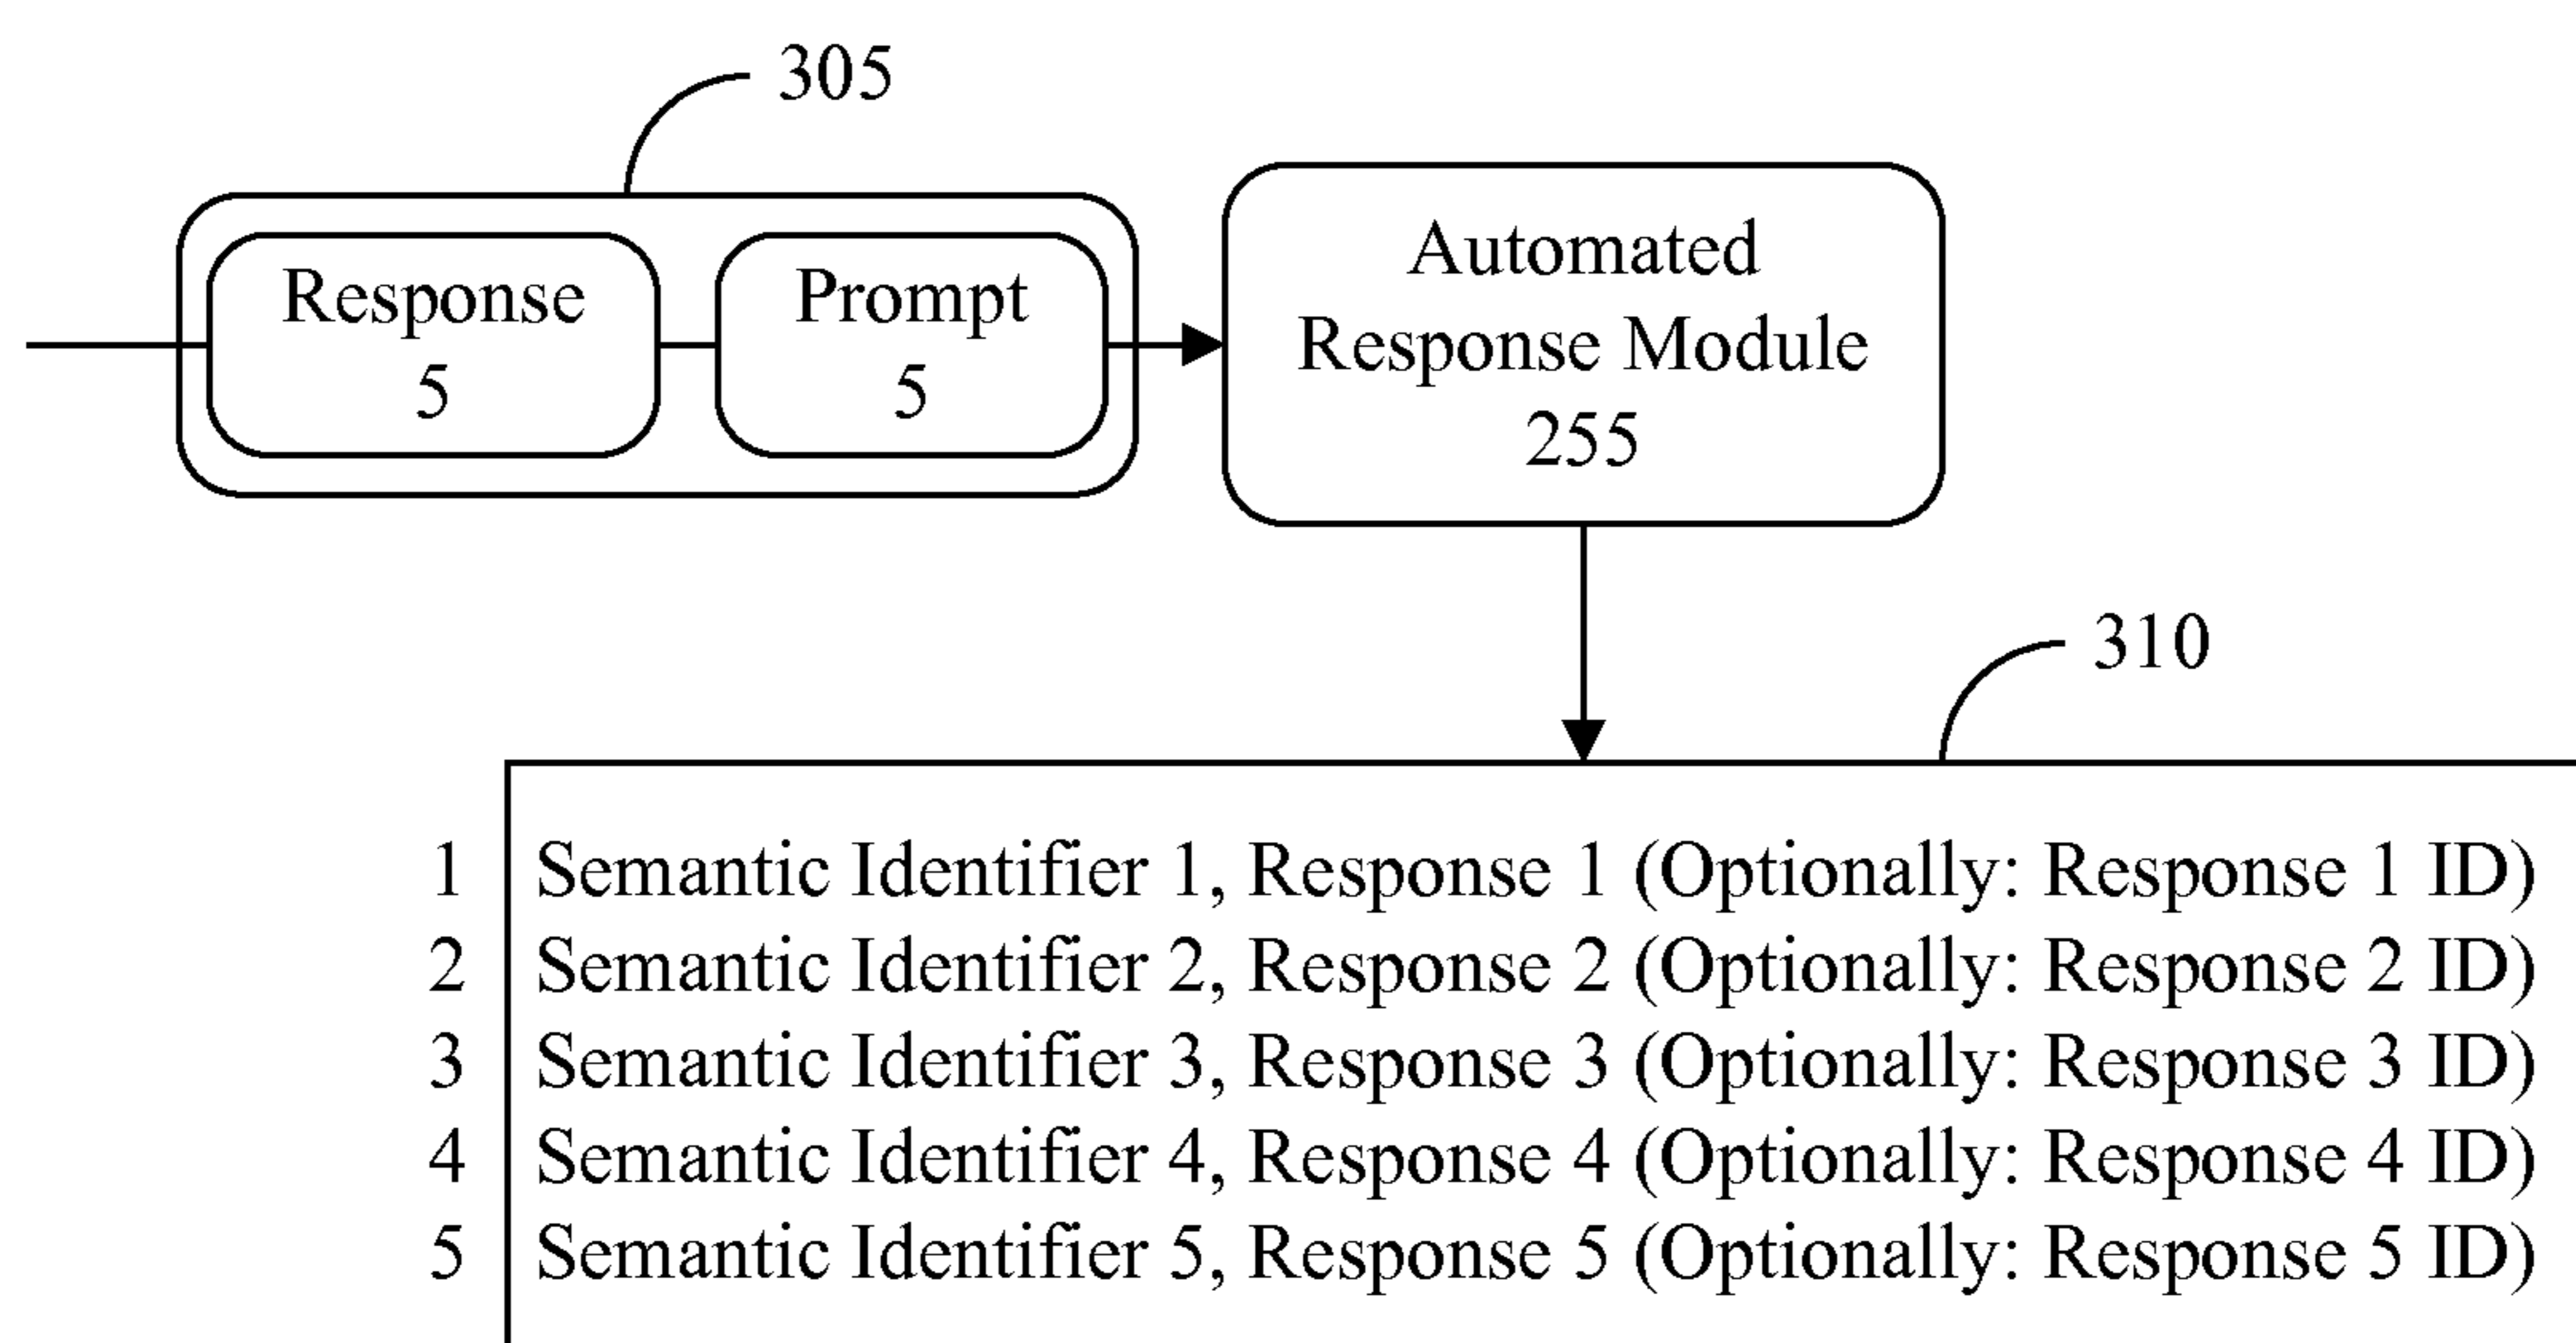 305
Response
5
Prompt
5
Automated
Response Module
255
310
1 Semantic Identifier 1, Response 1 (Optionally: Response 1 ID)
2 Semantic Identifier 2, Response 2 (Optionally: Response 2 ID)
3 Semantic Identifier 3, Response 3 (Optionally: Response 3 ID)
4 Semantic Identifier 4, Response 4 (Optionally: Response 4 ID)
5 Semantic Identifier 5, Response 5 (Optionally: Response 5 ID)